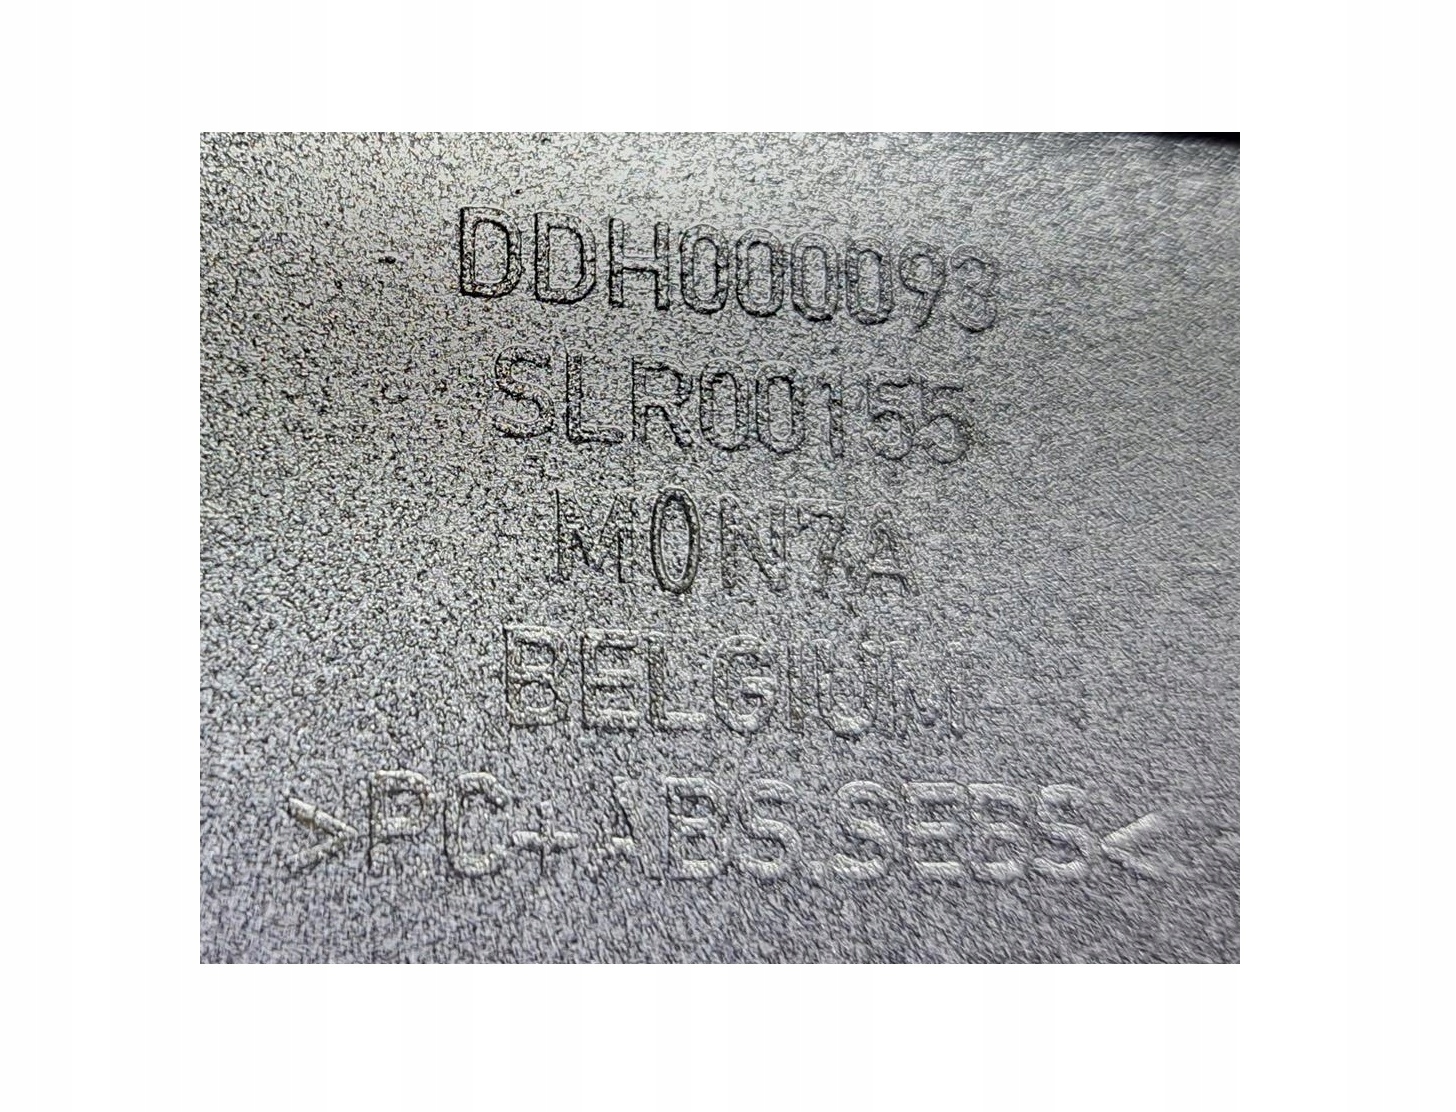 DDH000093
SLR00155
M0N7A
BELGIUM
>PC+ABS.SEBS<